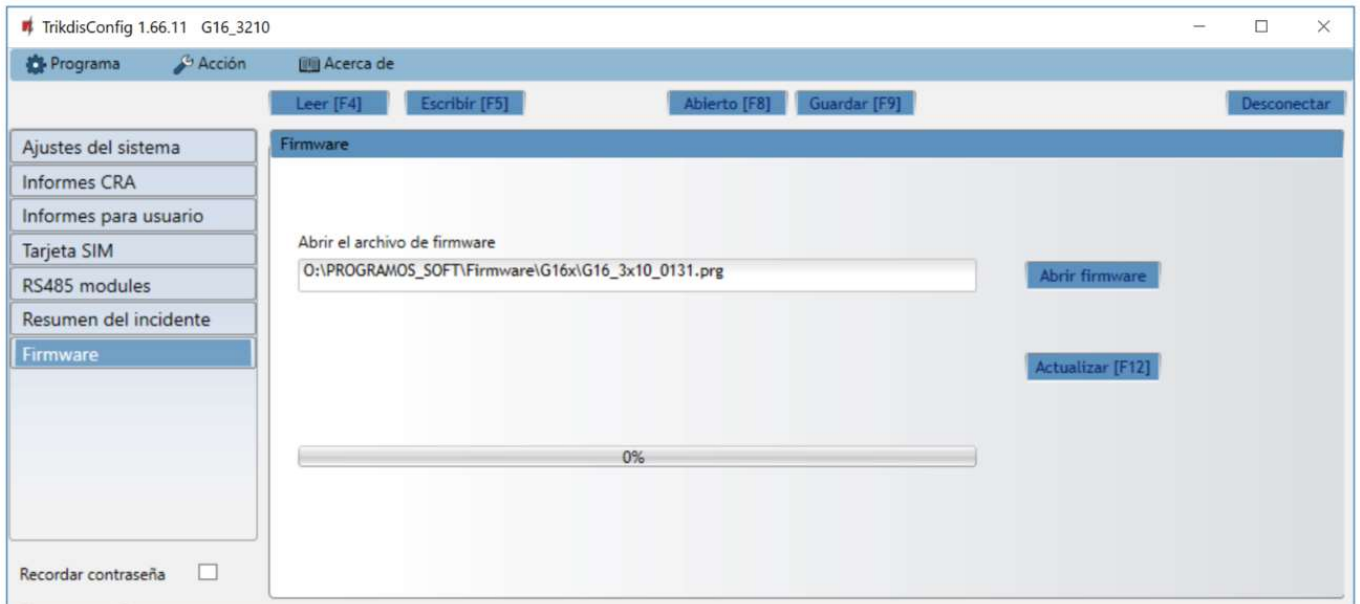 TrikdisConfig 1.66.11 G16_3210
Programa Acción Acerca de
Leer [F4] Escribir [F5] Abierto [F8] Guardar [F9] Desconectar
Ajustes del sistema
Informes CRA
Informes para usuario
Tarjeta SIM
RS485 modules
Resumen del incidente
Firmware
Recordar contraseña
Firmware
Abrir el archivo de firmware
O:\PROGRAMOS_SOFT\Firmware\G16x\G16_3x10_0131.prg
Abrir firmware
Actualizar [F12]
0%